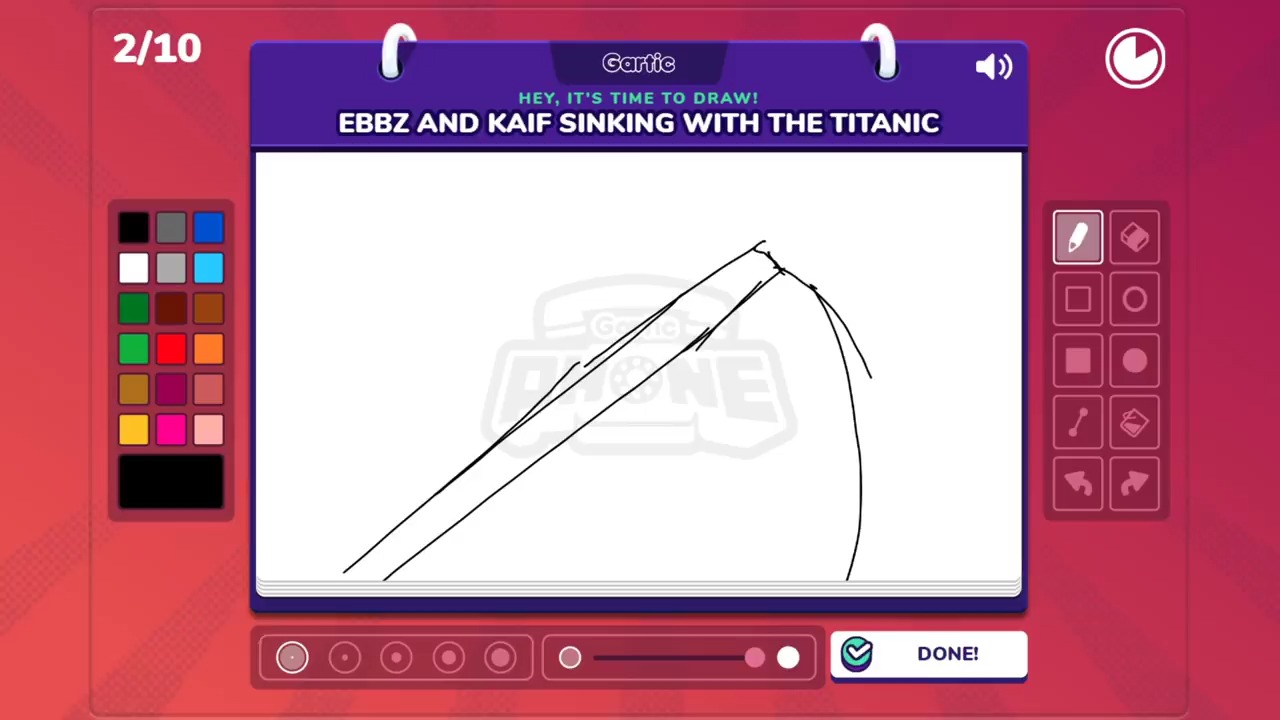 2/10
Gartic
HEY, IT'S TIME TO DRAW!
EBBZ AND KAIF SINKING WITH THE TITANIC
Gartic
PHONE
DONE!